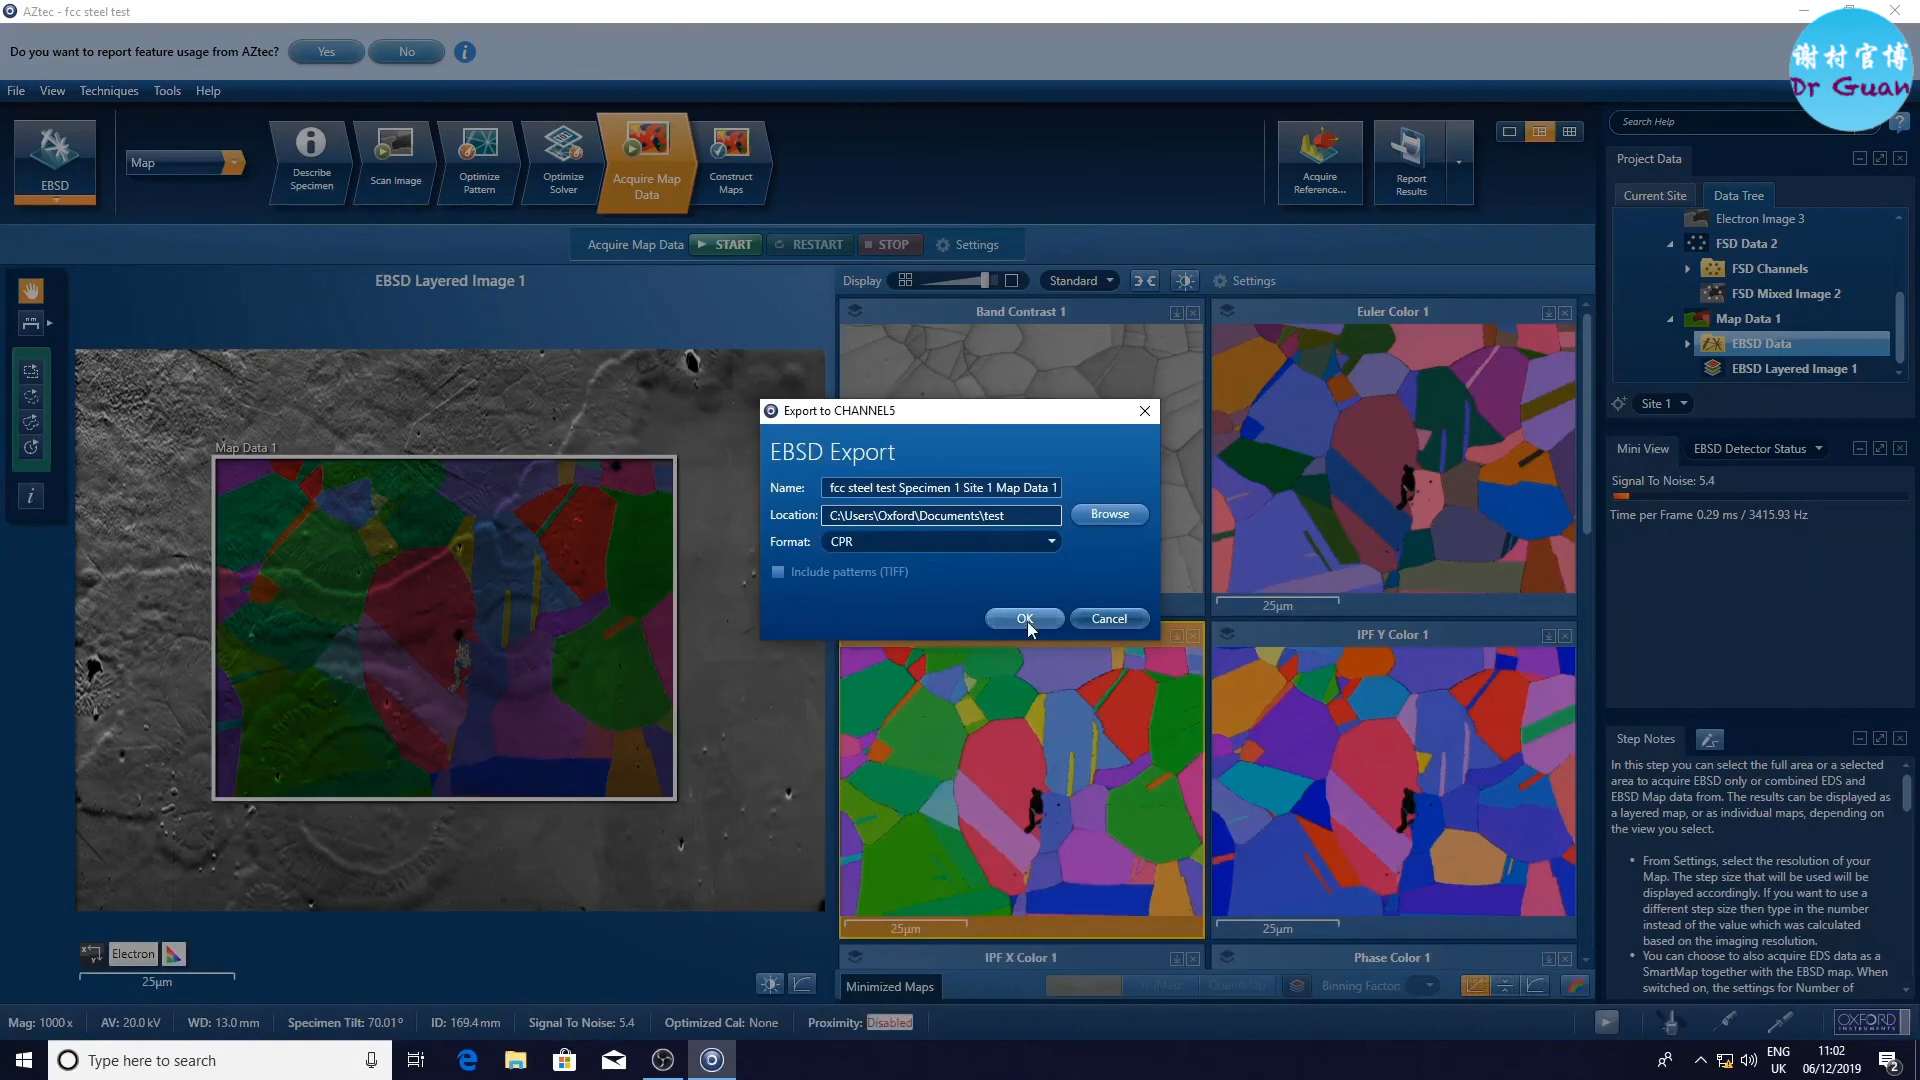 AZtec - fcc steel test
谢村官博
Dr Guan
Do you want to report feature usage from AZtec?
Yes
No
File
View
Techniques
Tools
Help
EBSD
Map
Describe
Specimen
Scan Image
Optimize
Pattern
Optimize
Solver
Acquire Map
Data
Construct
Maps
Acquire
Reference...
Report
Results
Search Help
Acquire Map Data
START
RESTART
STOP
Settings
Project Data
Current Site
Data Tree
Electron Image 3
FSD Data 2
FSD Channels
FSD Mixed Image 2
Map Data 1
EBSD Data
EBSD Layered Image 1
Site 1
EBSD Layered Image 1
Display
Standard
Settings
Band Contrast 1
Euler Color 1
Map Data 1
Export to CHANNEL5
EBSD Export
Name: fcc steel test Specimen 1 Site 1 Map Data 1
Location: C:\Users\Oxford\Documents\test
Browse
Format: CPR
Include patterns (TIFF)
OK
Cancel
25µm
IPF Y Color 1
25µm
25µm
IPF X Color 1
Phase Color 1
Mini View
EBSD Detector Status
Signal To Noise: 5.4
Time per Frame 0.29 ms / 3415.93 Hz
Step Notes
In this step you can select the full area or a selected
area to acquire EBSD only or combined EDS and
EBSD Map data from. The results can be displayed as
a layered map, or as individual maps, depending on
the view you select.
• From Settings, select the resolution of your
Map. The step size that will be used will be
displayed accordingly. If you want to use a
different step size then type in the number
instead of the value which was calculated
based on the imaging resolution.
• You can choose to also acquire EDS data as a
SmartMap together with the EBSD map. When
switched on, the settings for Number of
Electron
25µm
Minimized Maps
Binning Factor:
Mag: 1000 x
AV: 20.0 kV
WD: 13.0 mm
Specimen Tilt: 70.01°
ID: 169.4 mm
Signal To Noise: 5.4
Optimized Cal: None
Proximity: Disabled
OXFORD
INSTRUMENTS
Type here to search
ENG
UK
11:02
06/12/2019
2